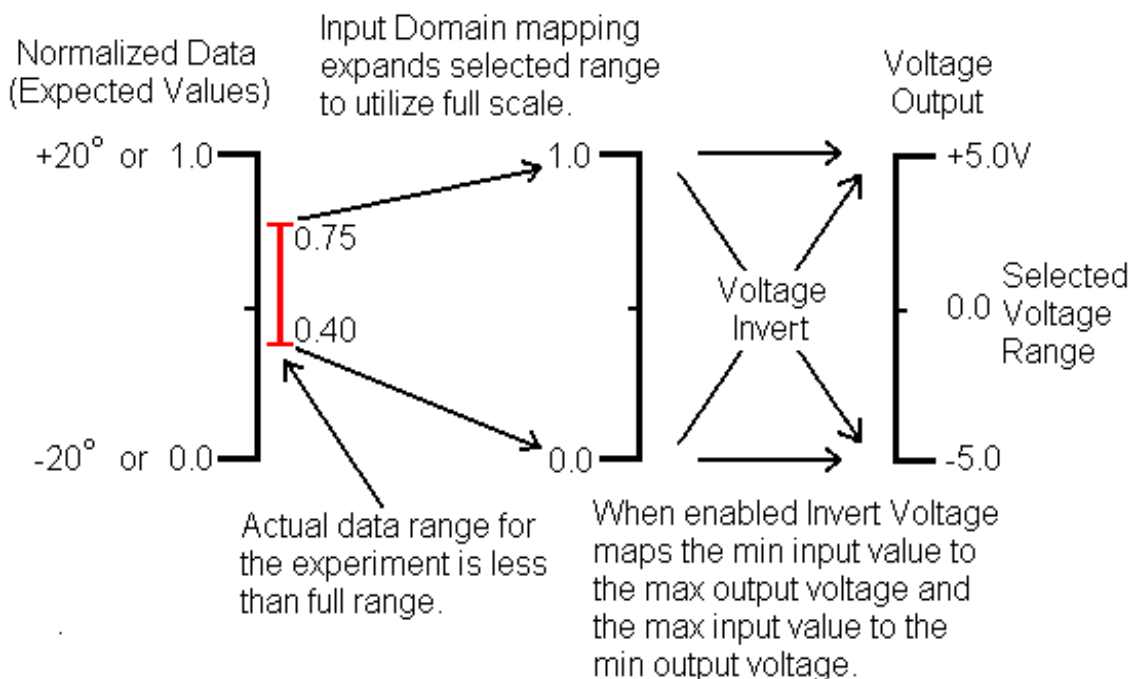 Normalized Data
(Expected Values)
Input Domain mapping
expands selected range
to utilize full scale.
Voltage
Output
+20° or 1.0
1.0
+5.0V
0.75
0.40
Voltage
Invert
0.0
Selected
Voltage
Range
-20° or 0.0
0.0
-5.0
Actual data range for
the experiment is less
than full range.
When enabled Invert Voltage
maps the min input value to
the max output voltage and
the max input value to the
min output voltage.